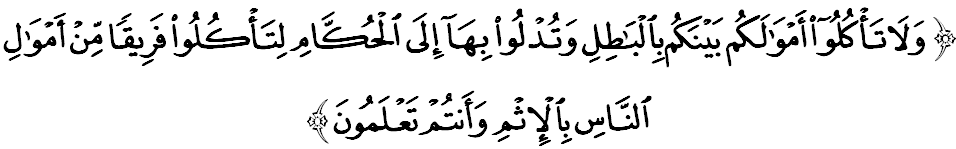 ﴿وَلَا تَأْكُلُوٓا۟ أَمْوَٰلَكُم بَيْنَكُم بِٱلْبَـٰطِلِ وَتُدْلُوا۟ بِهَآ إِلَى ٱلْحُكَّامِ لِتَأْكُلُوا۟ فَرِيقًا مِّنْ أَمْوَٰلِ
ٱلنَّاسِ بِٱلْإِثْمِ وَأَنتُمْ تَعْلَمُونَ﴾